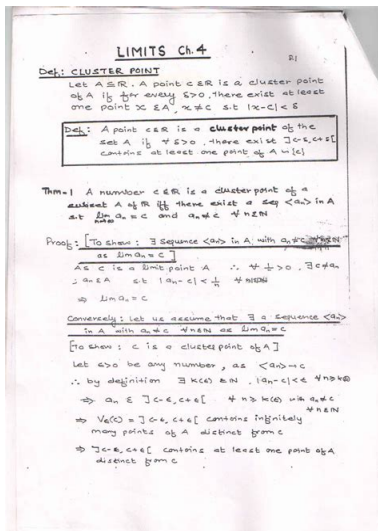 LIMITS Ch.4
Def: CLUSTER POINT
Let A⊆ℝ. A point c ε ℝ is a cluster point
of A if for every δ>0, there exist at least
one point x ε A, x ≠ c s.t |x-c| < δ
Def: A point c ε ℝ is a cluster point of the
set A if ∀ δ>0, there exist ]c-δ, c+δ[
contains at least one point of A ~ {c}
Thm-1 A number c ε ℝ is a cluster point of a
subset A of ℝ iff there exist a seq <an> in A
s.t lim n→∞ an = c and an ≠ c ∀ n ε ℕ
Proof: [To show: ∃ sequence <an> in A, with an ≠ c
as lim an = c]
As c is a limit point A ∴ ∀ 1/n > 0, ∃ c ≠ an
; an ε A s.t |an-c| < 1/n ∀ n ε ℕ
⇒ lim an = c
Conversely: Let us assume that ∃ a sequence <an>
in A with an ≠ c ∀ n ε ℕ as lim an = c
[To show: c is a cluster point of A]
Let ε>0 be any number, as <an> → c
∴ by definition ∃ k(ε) ε ℕ, |an-c| < ε ∀ n ≥ k(ε)
⇒ an ε ]c-ε, c+ε[ ∀ n ≥ k(ε) with an ≠ c
∀ n ε ℕ
⇒ Vε(c) = ]c-ε, c+ε[ contains infinitely
many points of A distinct from c
⇒ ]c-ε, c+ε[ contains at least one point of A
distinct from c